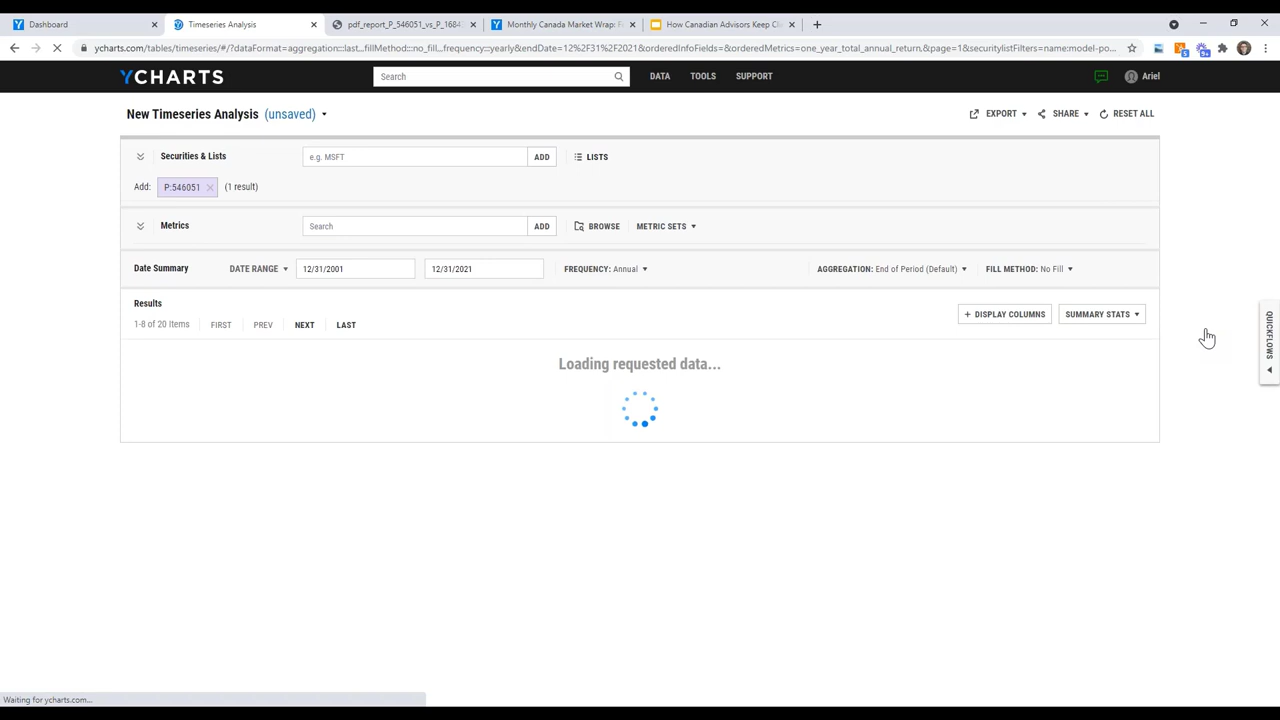 Dashboard
Timeseries Analysis
pdf_report_P_546051_vs_P_1684
Monthly Canada Market Wrap: F
How Canadian Advisors Keep Cli
ycharts.com/tables/timeseries/#/?dataFormat=aggregation::last...fillMethod:::no_fill...frequency::yearly&endDate=12%2F31%2F2021&orderedInfoFields=&orderedMetrics=one_year_total_annual_return,&page=1&securitylistFilters=name:model-po...
YCHARTS
Search
DATA
TOOLS
SUPPORT
Ariel
New Timeseries Analysis (unsaved)
EXPORT
SHARE
RESET ALL
Securities & Lists
e.g. MSFT
ADD
LISTS
Add: P:546051 (1 result)
Metrics
Search
ADD
BROWSE
METRIC SETS
Date Summary
DATE RANGE
12/31/2001
12/31/2021
FREQUENCY: Annual
AGGREGATION: End of Period (Default)
FILL METHOD: No Fill
Results
1-8 of 20 Items
FIRST
PREV
NEXT
LAST
+ DISPLAY COLUMNS
SUMMARY STATS
Loading requested data...
QUICKFLOWS
Waiting for ycharts.com...